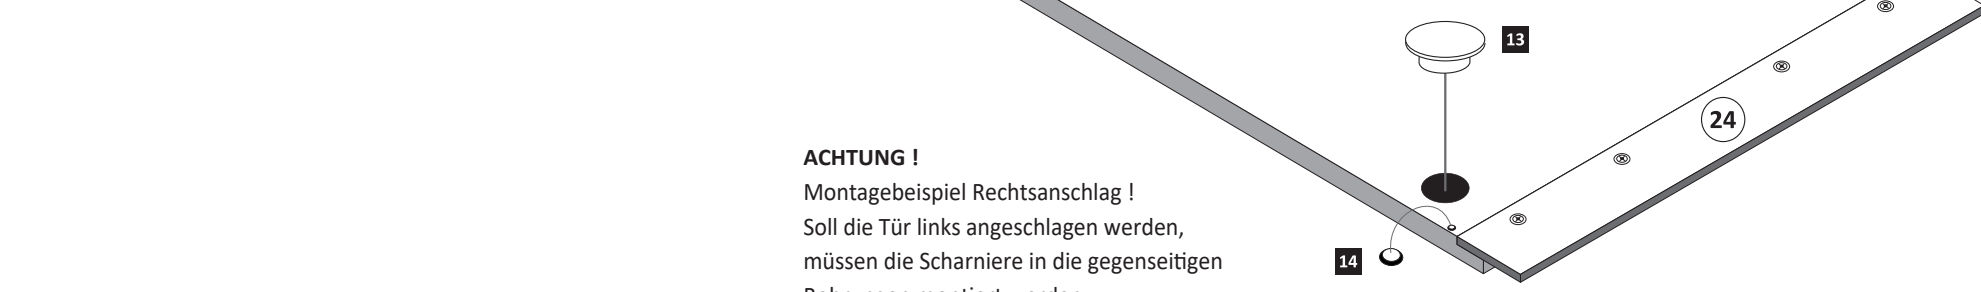 13
24
ACHTUNG !
Montagebeispiel Rechtsanschlag !
Soll die Tür links angeschlagen werden,
müssen die Scharniere in die gegenseitigen
14